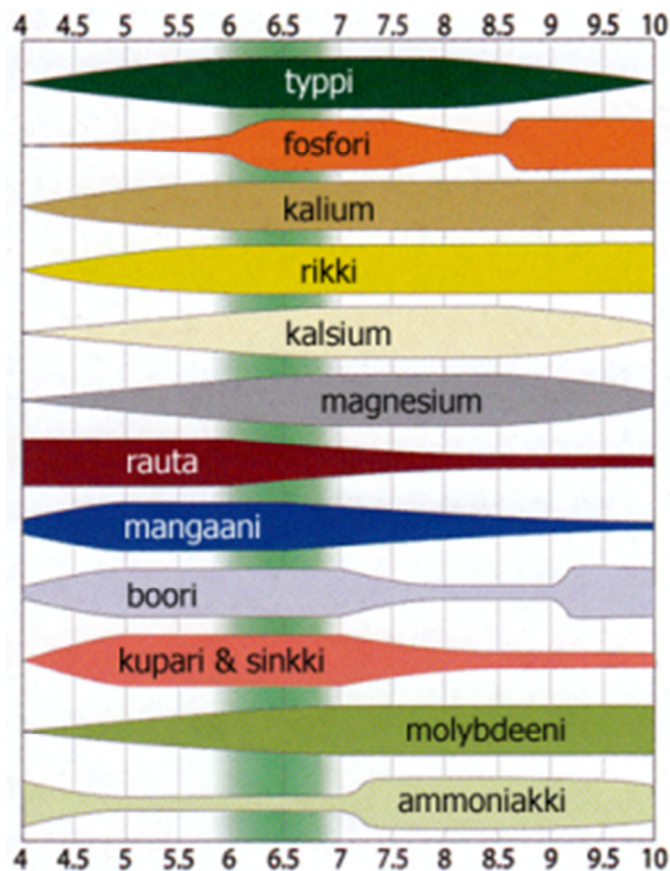 4 4.5 5 5.5 6 6.5 7 7.5 8 8.5 9 9.5 10
typpi
fosfori
kalium
rikki
kalsium
magnesium
rauta
mangaani
boori
kupari & sinkki
molybdeeni
ammoniakki
4 4.5 5 5.5 6 6.5 7 7.5 8 8.5 9 9.5 10